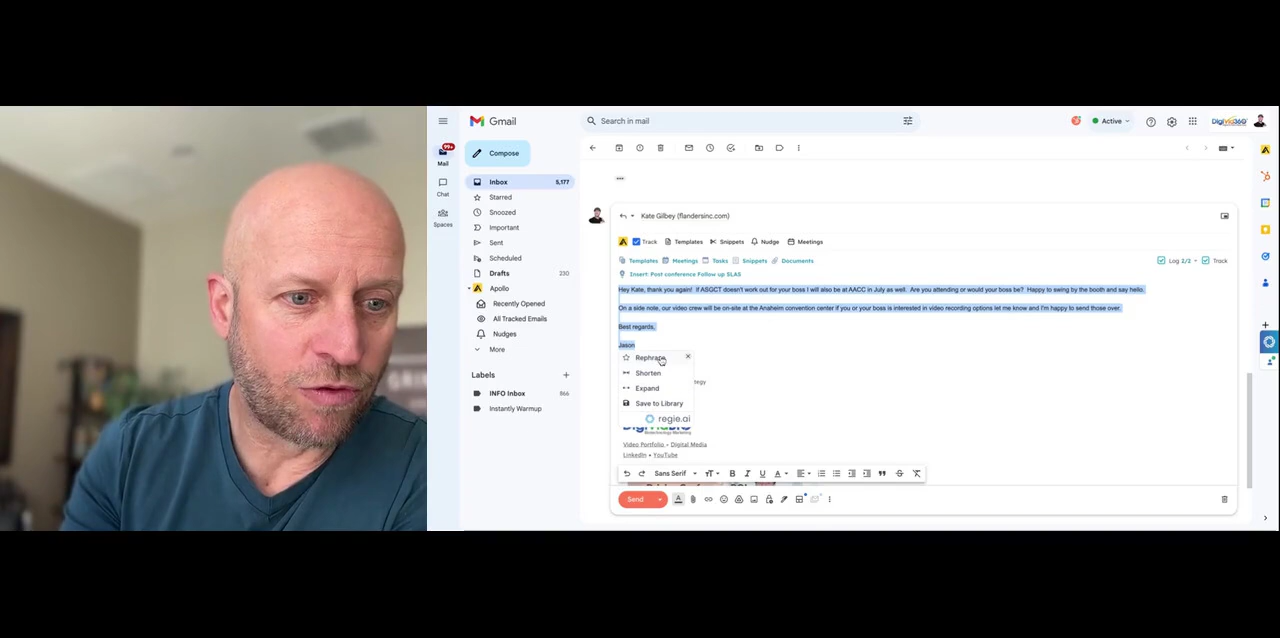 Gmail
Search in mail
Active
DigiVid360
99+
Mail
Chat
Spaces
Compose
Inbox 5,177
Starred
Snoozed
Important
Sent
Scheduled
Drafts 230
Apollo
Recently Opened
All Tracked Emails
Nudges
More
Labels
INFO Inbox 866
Instantly Warmup
Kate Gilbey (flandersinc.com)
Track Templates Snippets Nudge Meetings
Templates Meetings Tasks Snippets Documents Log 2/2 Track
Insert: Post conference Follow up SLAS
Hey Kate, thank you again! If ASGCT doesn't work out for your boss I will also be at AACC in July as well. Are you attending or would your boss be? Happy to swing by the booth and say hello.
On a side note, our video crew will be on-site at the Anaheim convention center if you or your boss is interested in video recording options let me know and I'm happy to send those over.
Best regards,
Jason
Rephrase
Shorten
tegy
Expand
Save to Library
regie.ai
Biotechnology Marketing
Video Portfolio • Digital Media
LinkedIn • YouTube
Sans Serif
Send